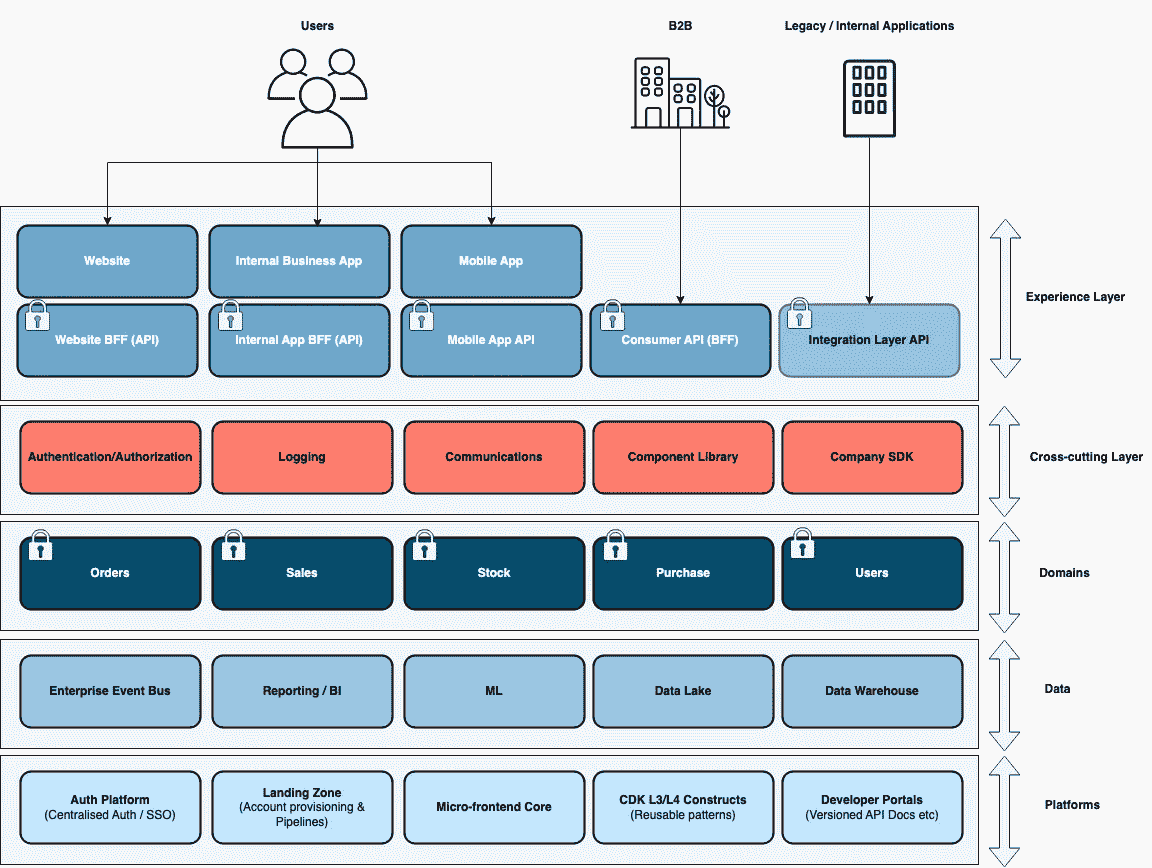 Users
B2B
Legacy / Internal Applications
Website
Internal Business App
Mobile App
Website BFF (API)
Internal App BFF (API)
Mobile App API
Consumer API (BFF)
Integration Layer API
Experience Layer
Authentication/Authorization
Logging
Communications
Component Library
Company SDK
Cross-cutting Layer
Orders
Sales
Stock
Purchase
Users
Domains
Enterprise Event Bus
Reporting / BI
ML
Data Lake
Data Warehouse
Data
Auth Platform
(Centralised Auth / SSO)
Landing Zone
(Account provisioning &
Pipelines)
Micro-frontend Core
CDK L3/L4 Constructs
(Reusable patterns)
Developer Portals
(Versioned API Docs etc)
Platforms